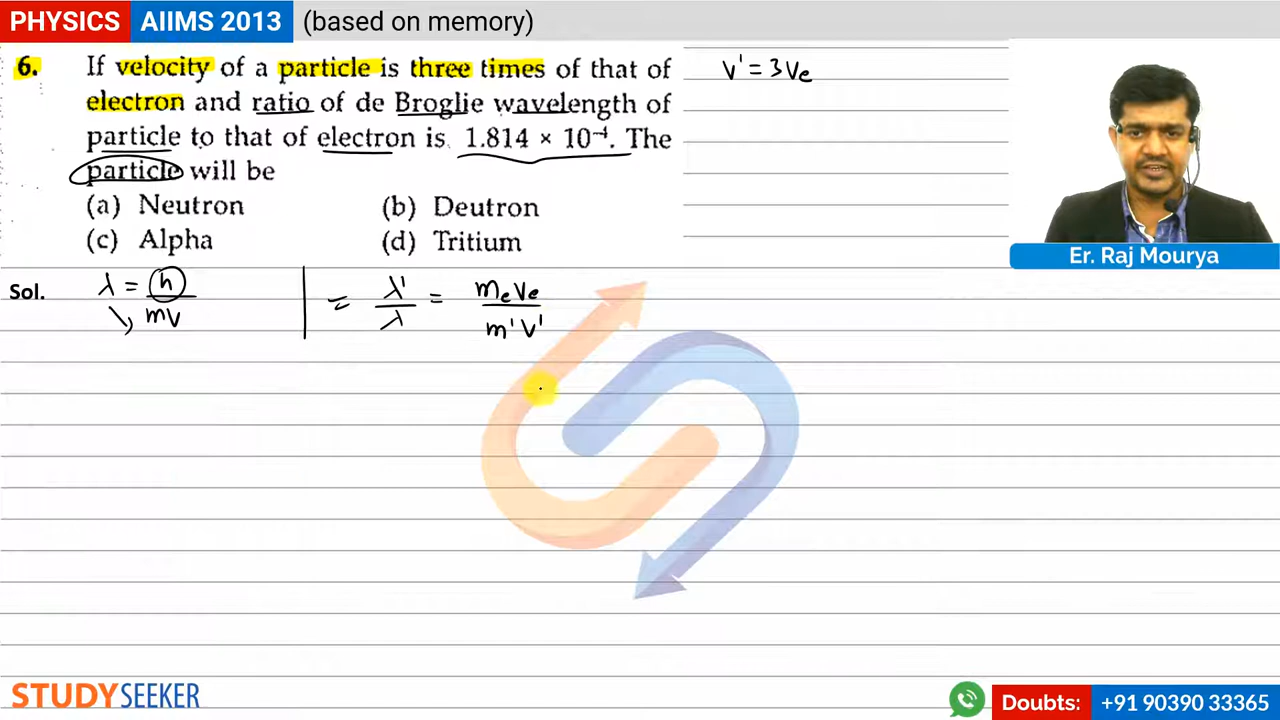 PHYSICS AIIMS 2013 (based on memory)
6. If velocity of a particle is three times of that of
electron and ratio of de Broglie wavelength of
particle to that of electron is 1.814 × 10⁻⁴. The
particle will be
(a) Neutron (b) Deutron
(c) Alpha (d) Tritium
v' = 3ve
Er. Raj Mourya
Sol. λ = h / mv
= λ' / λ = meve / m'v'
STUDYSEEKER
Doubts: +91 90390 33365